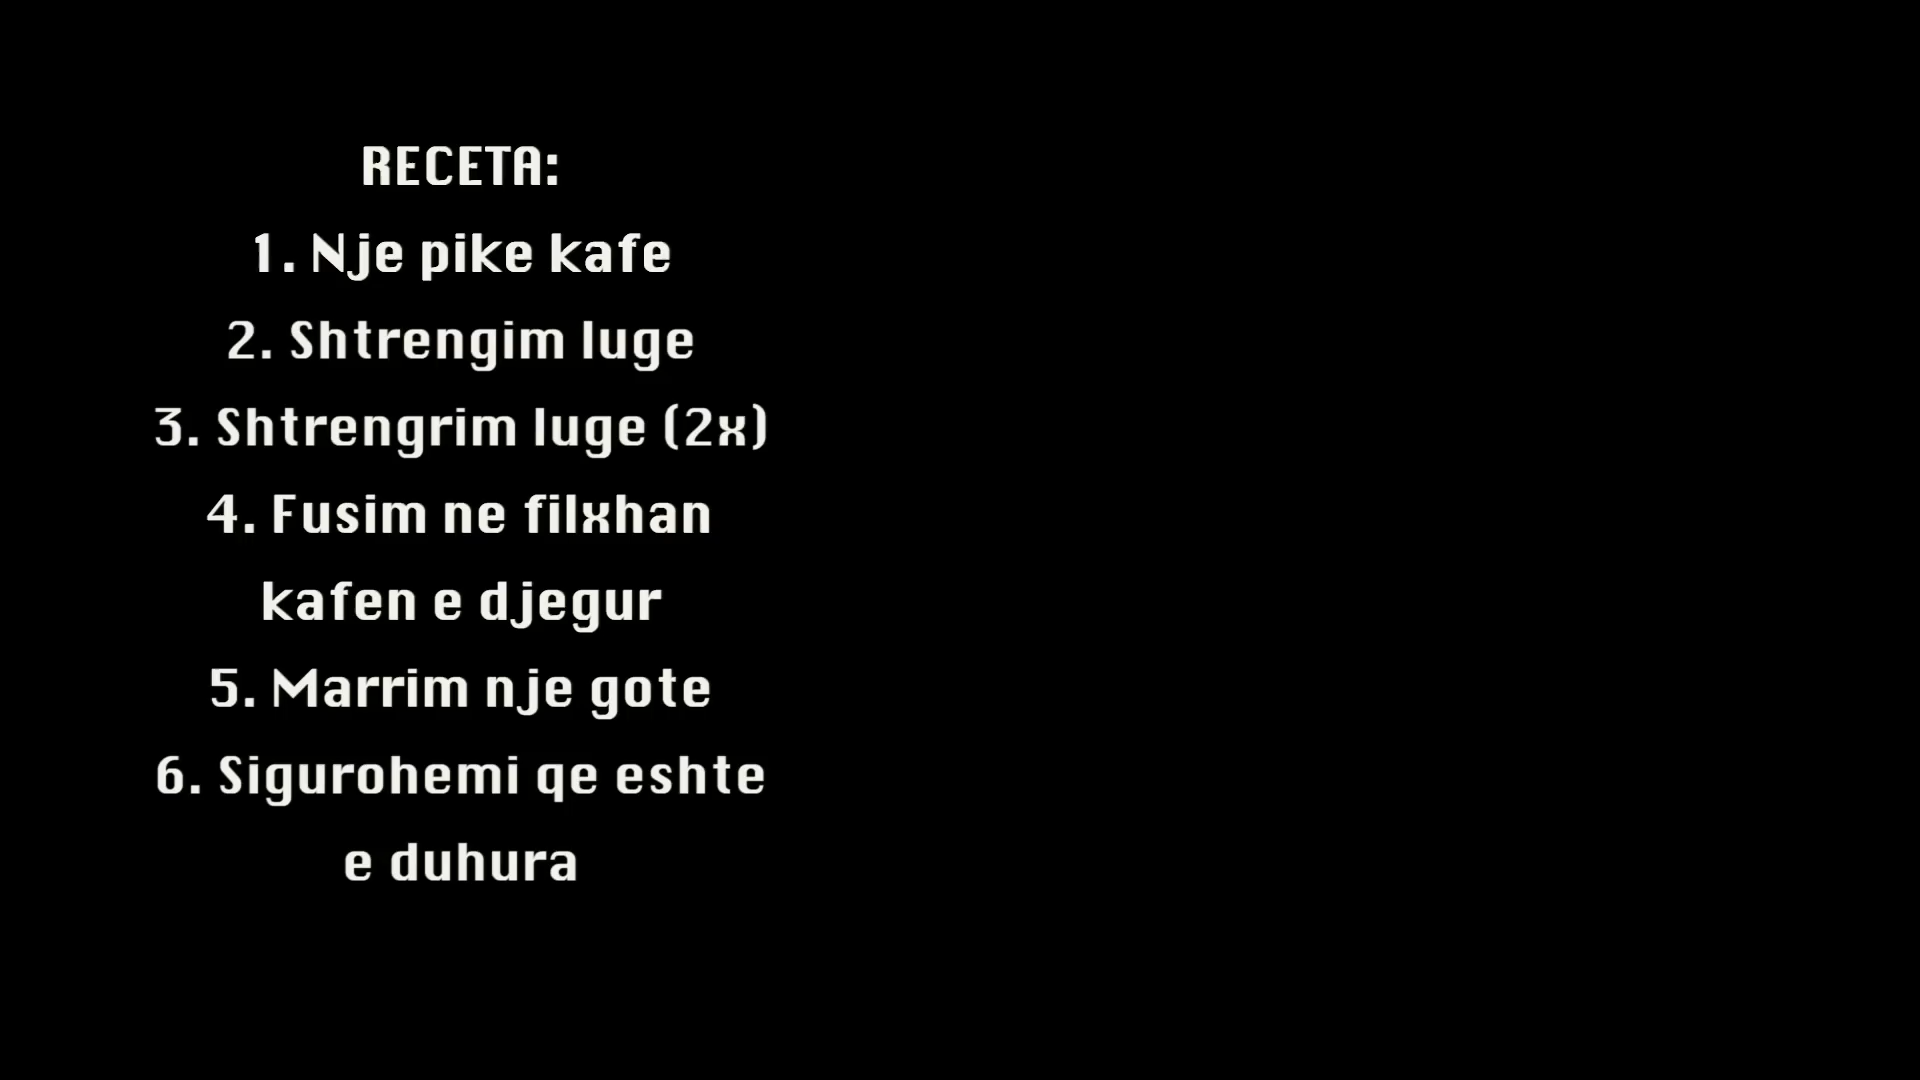 RECETA:
1. Nje pike kafe
2. Shtrengim luge
3. Shtrengrim luge (2x)
4. Fusim ne filxhan
kafen e djegur
5. Marrim nje gote
6. Sigurohemi qe eshte
e duhura